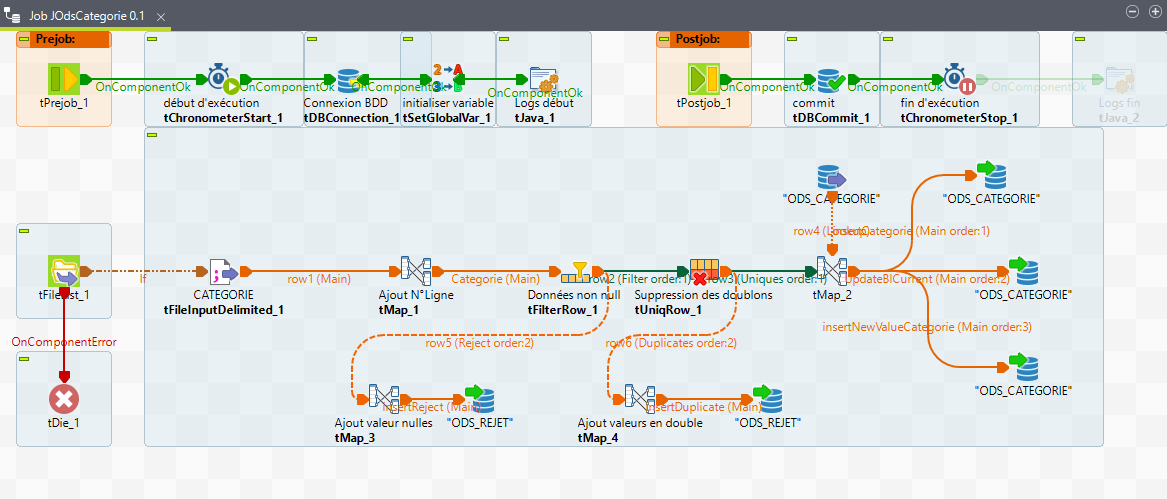 Job JOdsCategorie 0.1
Prejob:
Postjob:
OnComponentOk
OnComponentOk
OnComponentOk
OnComponentOk
OnComponentOk
OnComponentOk
OnComponentOk
tPrejob_1
début d'exécution
tChronometerStart_1
Connexion BDD
tDBConnection_1
initialiser variable
tSetGlobalVar_1
Logs début
tJava_1
tPostjob_1
commit
tDBCommit_1
fin d'exécution
tChronometerStop_1
Logs fin
tJava_2
"ODS_CATEGORIE"
"ODS_CATEGORIE"
row4 (Lookup)
insertCategorie (Main order:1)
If
row1 (Main)
Categorie (Main)
row2 (Filter order:1)
row3 (Uniques order:1)
UpdateBICurrent (Main order:2)
tFileList_1
CATEGORIE
tFileInputDelimited_1
Ajout N°Ligne
tMap_1
Données non null
tFilterRow_1
Suppression des doublons
tUniqRow_1
tMap_2
"ODS_CATEGORIE"
insertNewValueCategorie (Main order:3)
OnComponentError
row5 (Reject order:2)
row6 (Duplicates order:2)
"ODS_CATEGORIE"
insertReject (Main)
insertDuplicate (Main)
tDie_1
Ajout valeur nulles
tMap_3
"ODS_REJET"
Ajout valeurs en double
tMap_4
"ODS_REJET"